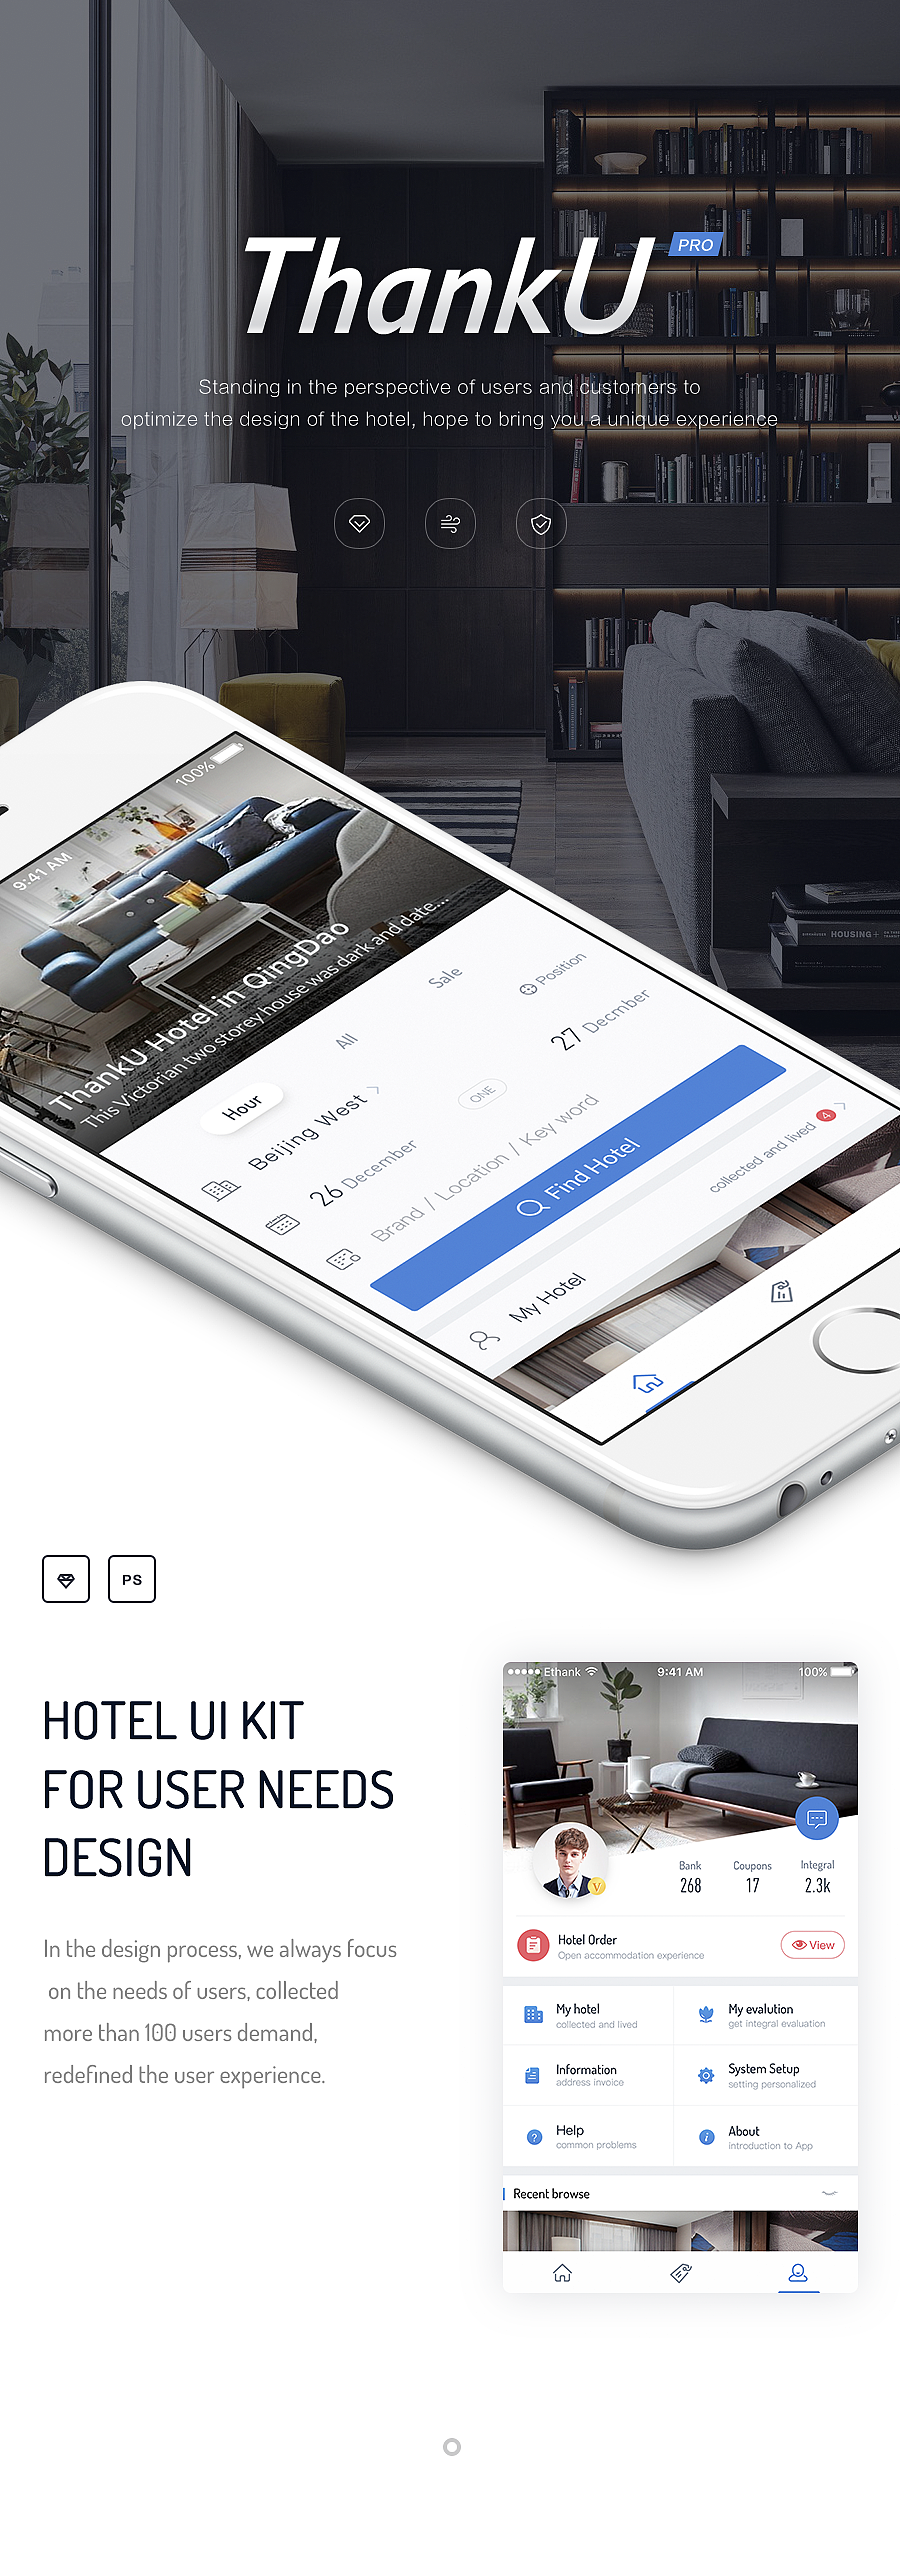 ThankU PRO
Standing in the perspective of users and customers to
optimize the design of the hotel, hope to bring you a unique experience
HOUSING+
9:41 AM
100%
ThankU Hotel in QingDao
This Victorian two storey house was dark and date...
Hour
All
Sale
Beijing West
Position
26 December
ONE
27 Decmber
Brand / Location / Key word
Find Hotel
My Hotel
collected and lived
4
PS
HOTEL UI KIT
FOR USER NEEDS
DESIGN
In the design process, we always focus
on the needs of users, collected
more than 100 users demand,
redefined the user experience.
Ethank 9:41 AM 100%
V
Bank Coupons Integral
268 17 2.3k
Hotel Order
Open accommodation experience
View
My hotel
collected and lived
My evalution
get integral evaluation
Information
address invoice
System Setup
setting personalized
Help
common problems
About
introduction to App
Recent browse